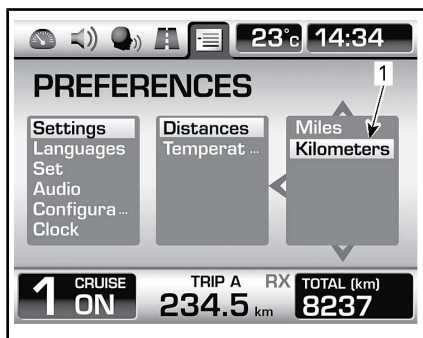 23°c 14:34
PREFERENCES
1
Settings
Languages
Set
Audio
Configura ...
Clock
Distances
Temperat ...
Miles
Kilometers
1 CRUISE ON
TRIP A
234.5 km
RX
TOTAL (km)
8237